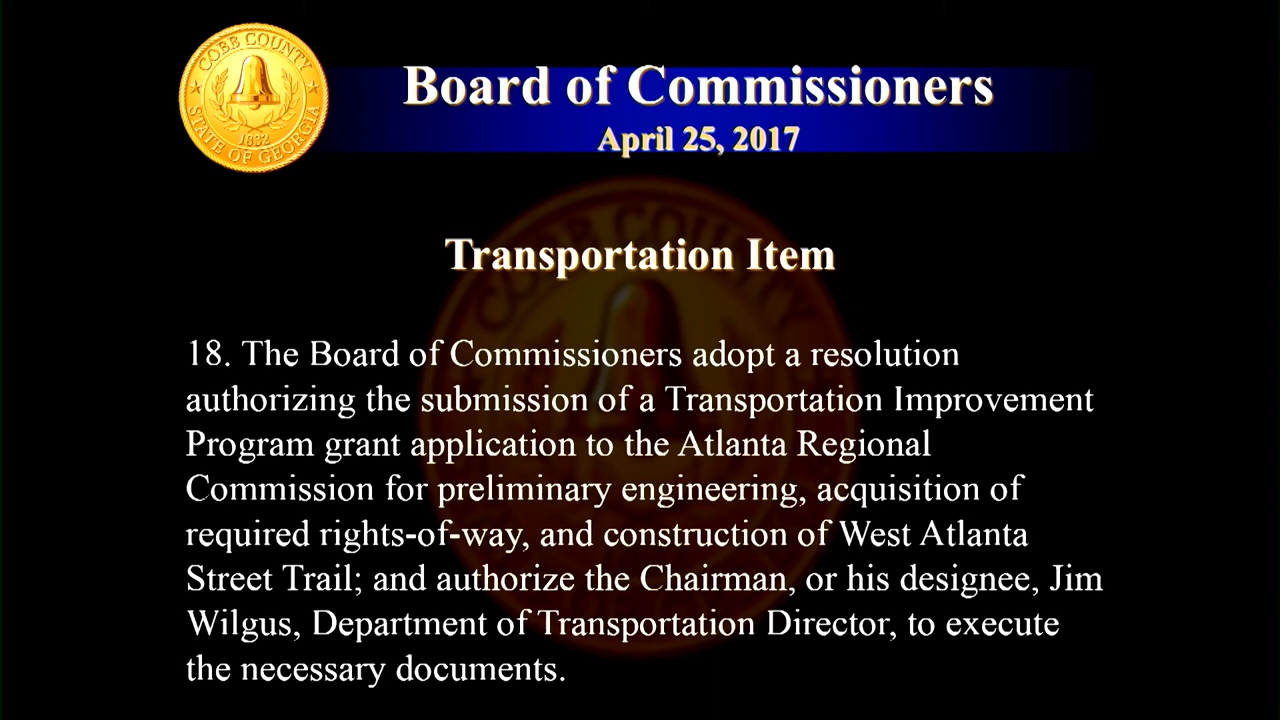 COBB COUNTY
STATE OF GEORGIA
1832
Board of Commissioners
April 25, 2017
Transportation Item
18. The Board of Commissioners adopt a resolution
authorizing the submission of a Transportation Improvement
Program grant application to the Atlanta Regional
Commission for preliminary engineering, acquisition of
required rights-of-way, and construction of West Atlanta
Street Trail; and authorize the Chairman, or his designee, Jim
Wilgus, Department of Transportation Director, to execute
the necessary documents.